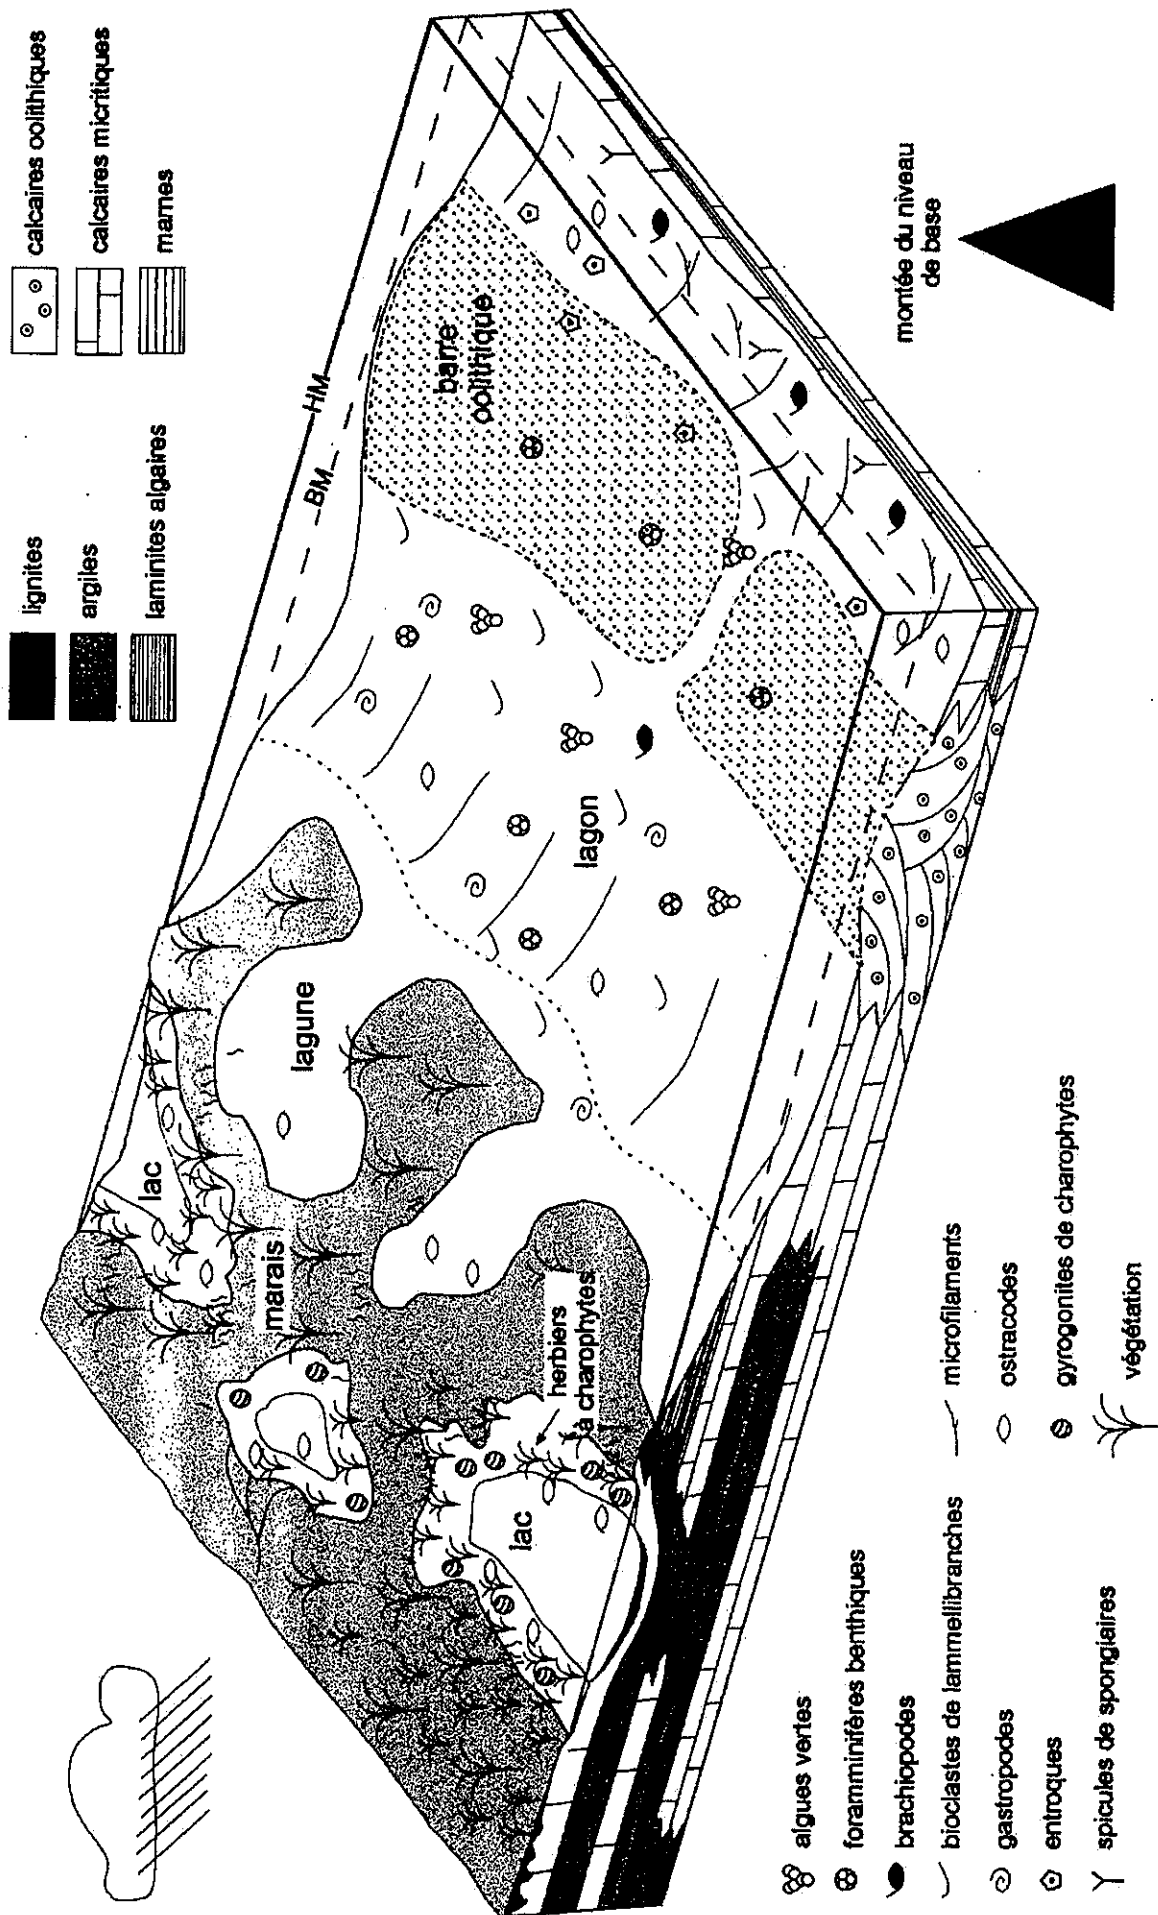 lignites
argiles
laminites algaires
calcaires oolithiques
calcaires micritiques
marnes
HM
BM
barre
oolithique
lagon
lagune
lac
marais
herbiers
à charophytes
lac
montée du niveau
de base
algues vertes
foramminifères benthiques
brachiopodes
bioclastes de lammellibranches
gastropodes
entroques
spicules de spongiaires
microfilaments
ostracodes
gyrogonites de charophytes
végétation